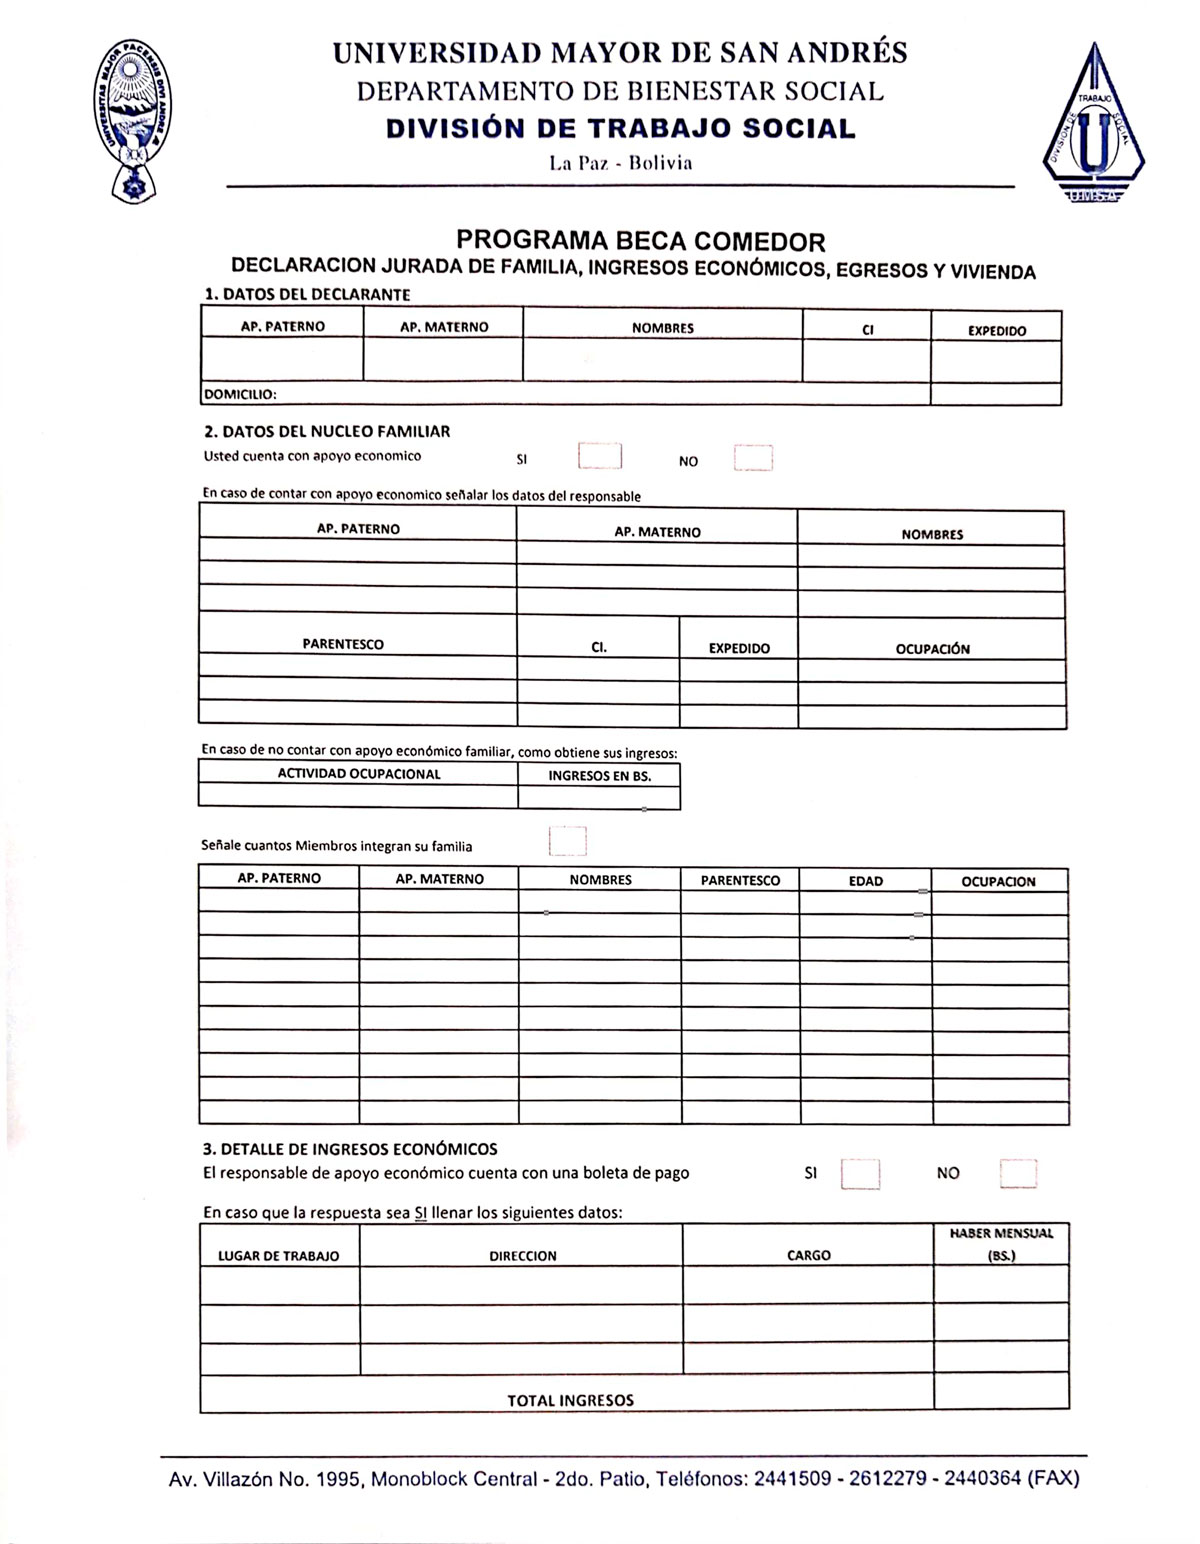 UNIVERSIDAD MAYOR DE SAN ANDRÉS
DEPARTAMENTO DE BIENESTAR SOCIAL
DIVISIÓN DE TRABAJO SOCIAL
La Paz - Bolivia
UNIVERSITAS MAJOR PACENSIS DIVI ANDRE Æ
TRABAJO
DIVISIÓN DE SOCIAL
U
U.M.S.A.
PROGRAMA BECA COMEDOR
DECLARACION JURADA DE FAMILIA, INGRESOS ECONÓMICOS, EGRESOS Y VIVIENDA
1. DATOS DEL DECLARANTE
AP. PATERNO AP. MATERNO NOMBRES CI EXPEDIDO
DOMICILIO:
2. DATOS DEL NUCLEO FAMILIAR
Usted cuenta con apoyo economico SI NO
En caso de contar con apoyo economico señalar los datos del responsable
AP. PATERNO AP. MATERNO NOMBRES
PARENTESCO CI. EXPEDIDO OCUPACIÓN
En caso de no contar con apoyo económico familiar, como obtiene sus ingresos:
ACTIVIDAD OCUPACIONAL INGRESOS EN BS.
Señale cuantos Miembros integran su familia
AP. PATERNO AP. MATERNO NOMBRES PARENTESCO EDAD OCUPACION
3. DETALLE DE INGRESOS ECONÓMICOS
El responsable de apoyo económico cuenta con una boleta de pago SI NO
En caso que la respuesta sea SI llenar los siguientes datos:
LUGAR DE TRABAJO DIRECCION CARGO HABER MENSUAL
(BS.)
TOTAL INGRESOS
Av. Villazón No. 1995, Monoblock Central - 2do. Patio, Teléfonos: 2441509 - 2612279 - 2440364 (FAX)